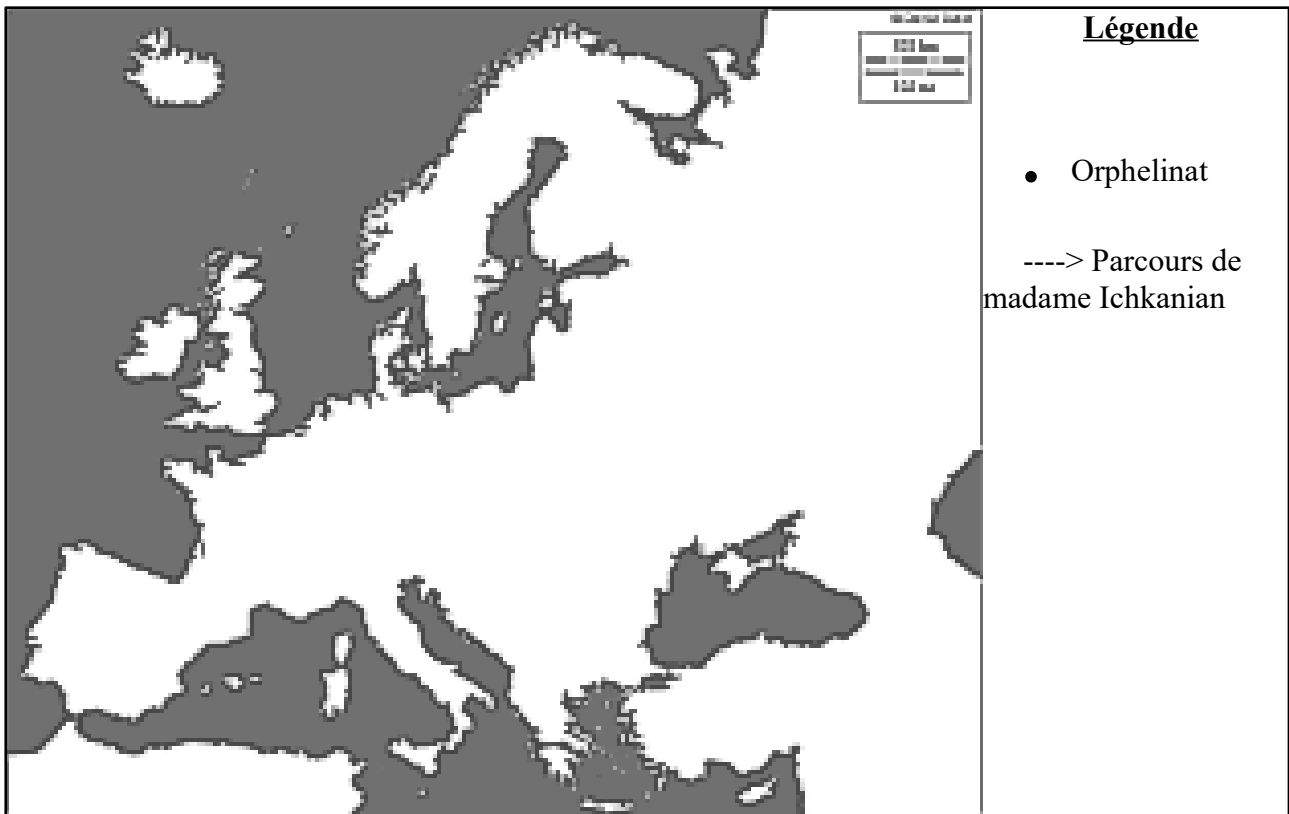 Légende
• Orphelinat
----> Parcours de
madame Ichkanian